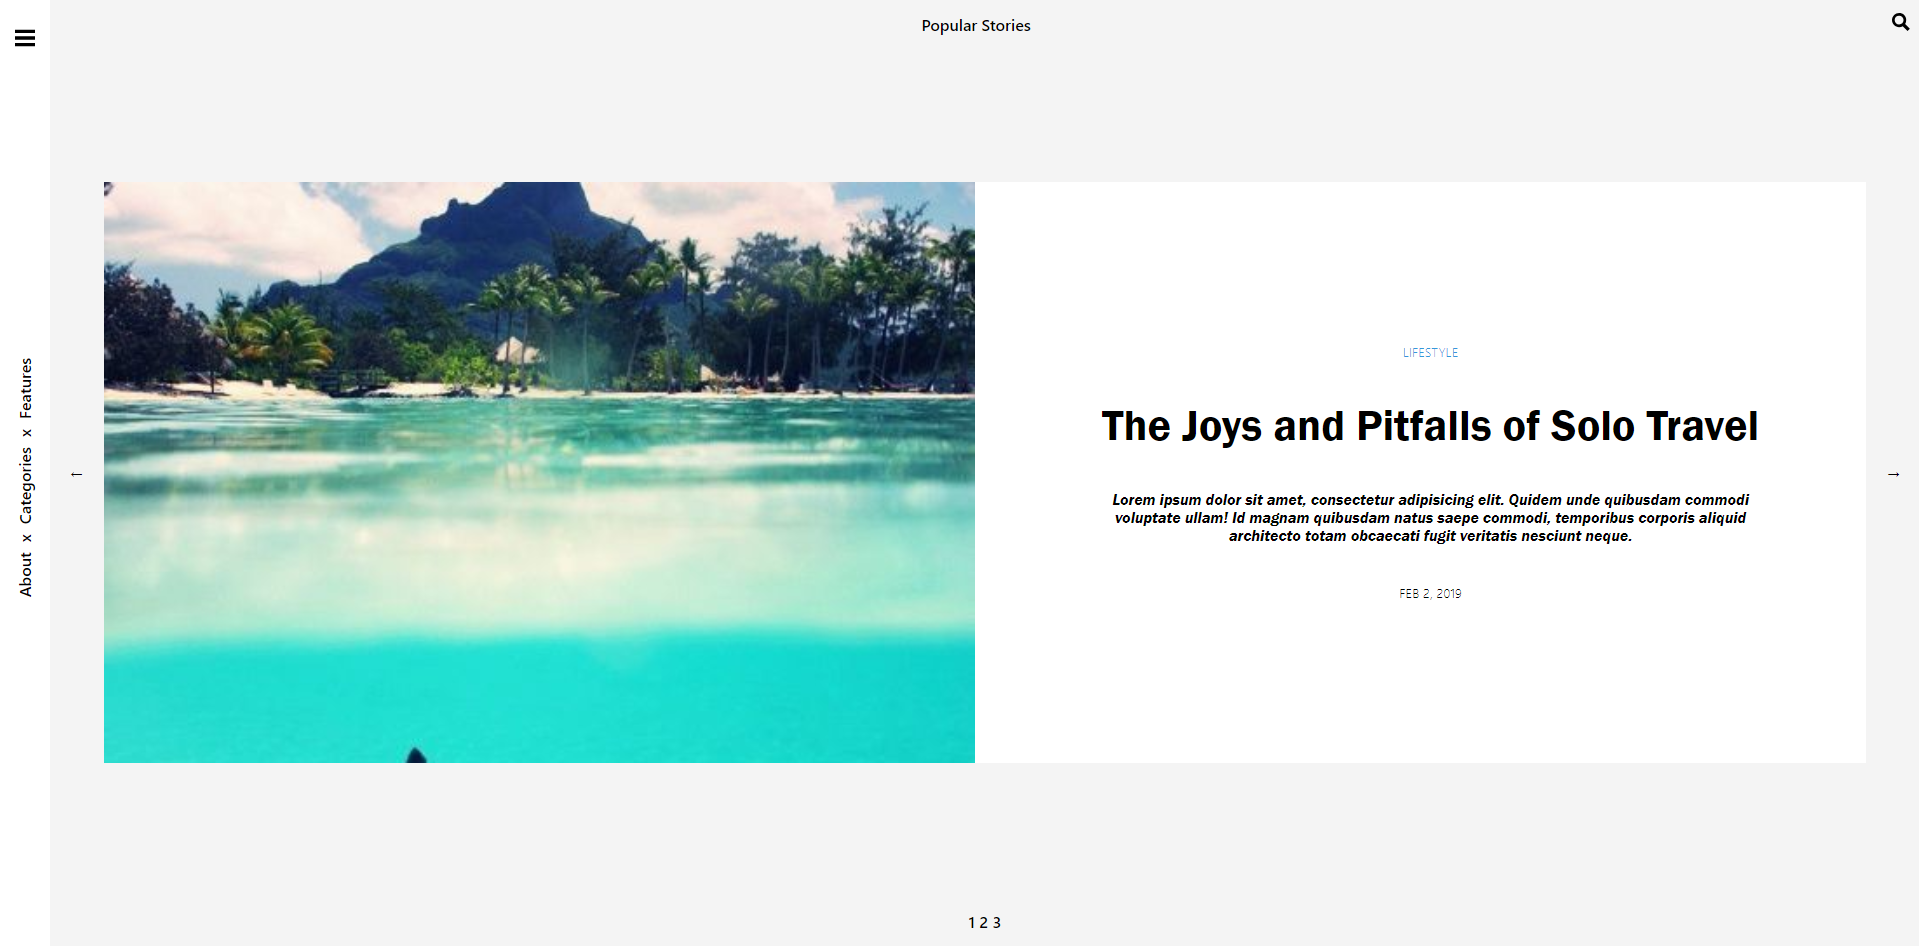 Popular Stories
About x Categories x Features
←
LIFESTYLE
The Joys and Pitfalls of Solo Travel
Lorem ipsum dolor sit amet, consectetur adipisicing elit. Quidem unde quibusdam commodi
voluptate ullam! Id magnam quibusdam natus saepe commodi, temporibus corporis aliquid
architecto totam obcaecati fugit veritatis nesciunt neque.
FEB 2, 2019
→
1 2 3